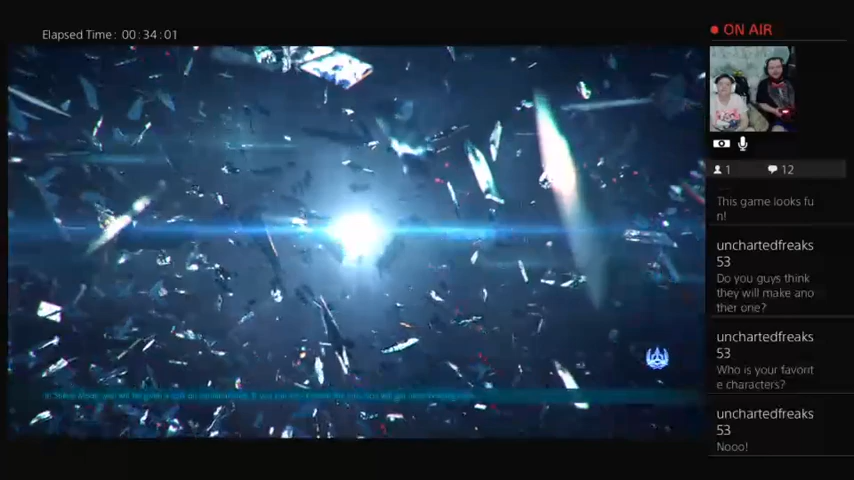 Elapsed Time: 00:34:01
ON AIR
1
12
This game looks fu
n!
unchartedfreaks
53
Do you guys think
they will make ano
ther one?
unchartedfreaks
53
Who is your favorit
e characters?
unchartedfreaks
53
Nooo!